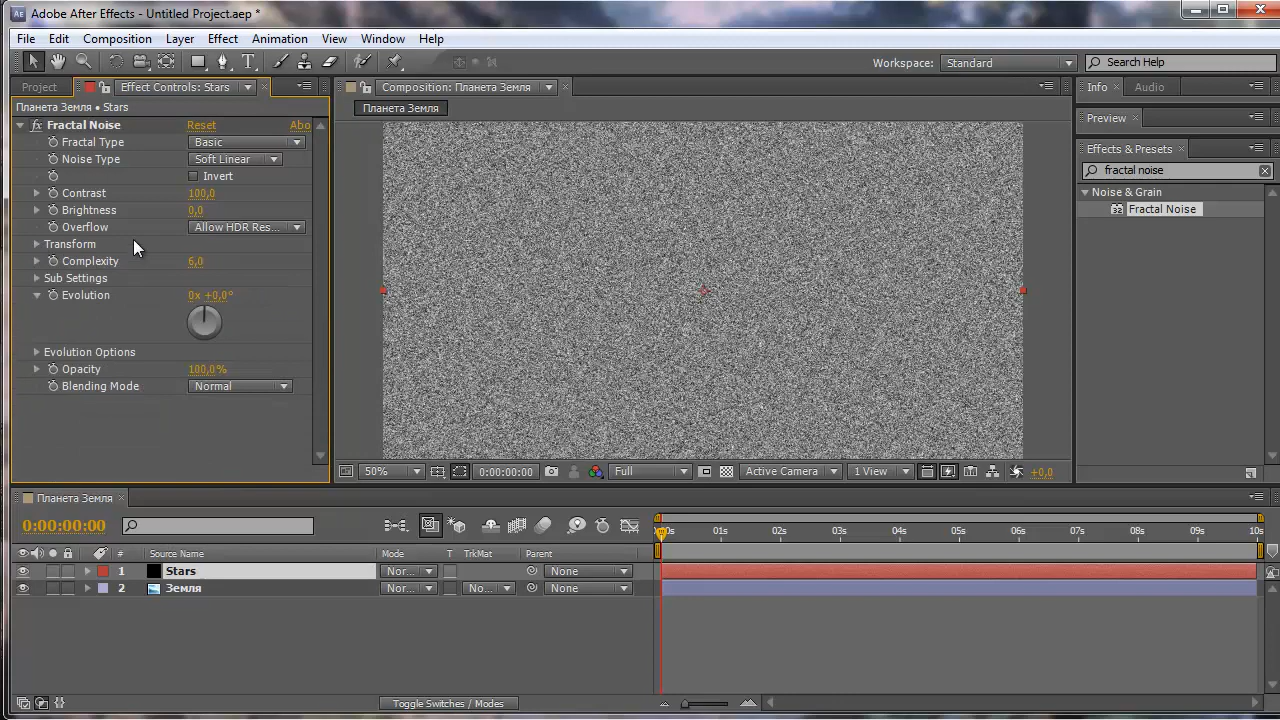 Adobe After Effects - Untitled Project.aep *
File Edit Composition Layer Effect Animation View Window Help
Workspace: Standard Search Help
Project Effect Controls: Stars Composition: Планета Земля Info Audio
Планета Земля • Stars
Планета Земля
Preview
Effects & Presets
fractal noise
Noise & Grain
32 Fractal Noise
fx Fractal Noise Reset Abo
Fractal Type Basic
Noise Type Soft Linear
Invert
Contrast 100,0
Brightness 0,0
Overflow Allow HDR Res...
Transform
Complexity 6,0
Sub Settings
Evolution 0x +0,0°
Evolution Options
Opacity 100,0%
Blending Mode Normal
50% 0:00:00:00 Full Active Camera 1 View +0,0
Планета Земля
0:00:00:00
01s 02s 03s 04s 05s 06s 07s 08s 09s 10s
# Source Name Mode T TrkMat Parent
1 Stars Nor... None
2 Земля Nor... No... None
Toggle Switches / Modes